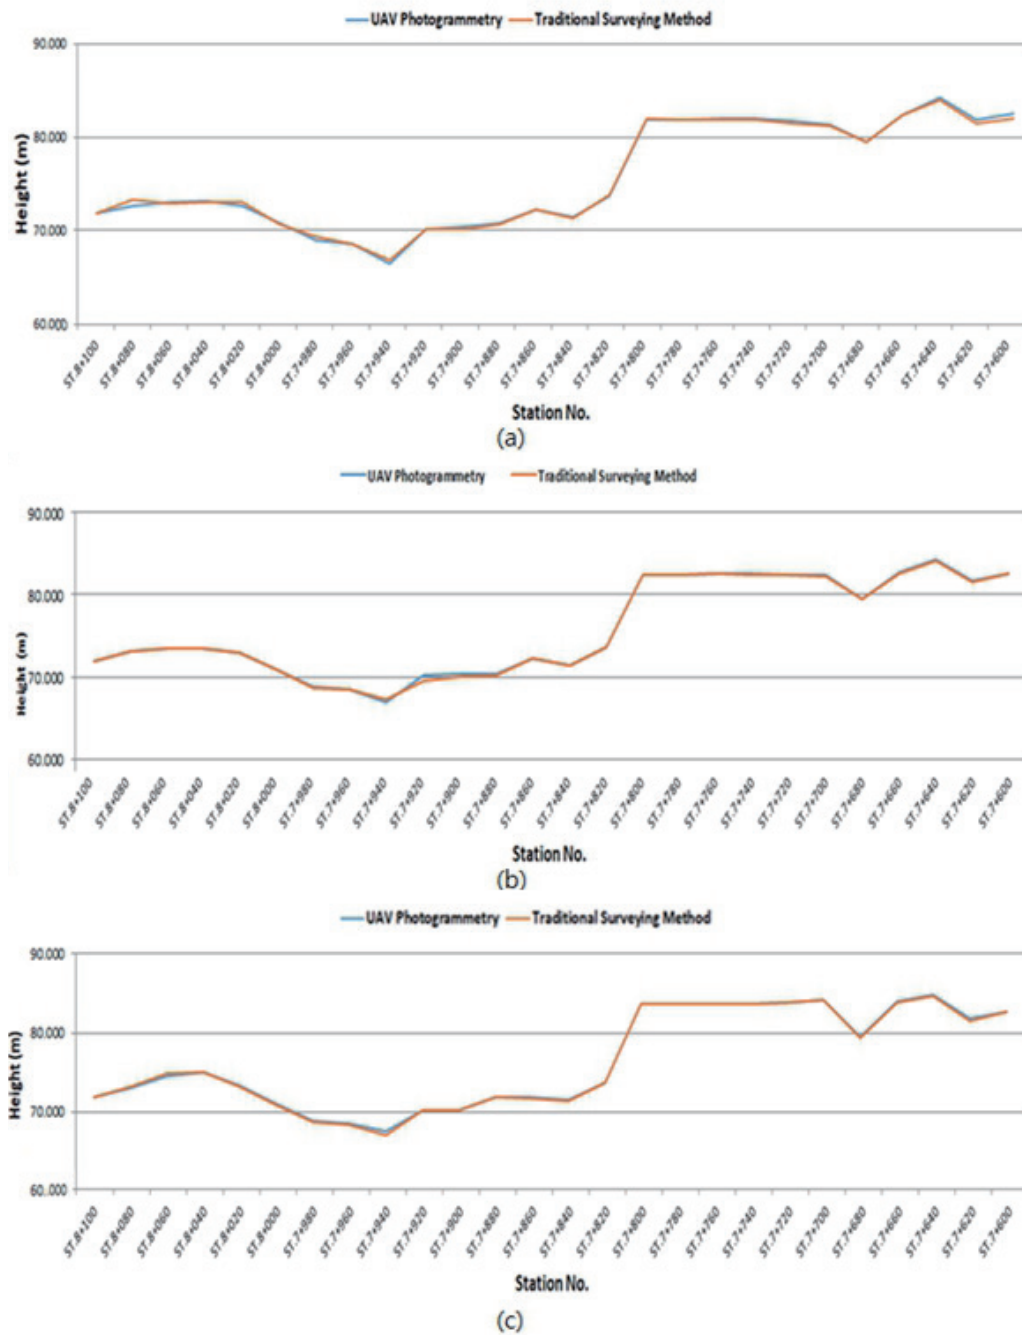 UAV Photogrammetry Traditional Surveying Method
90.000
80.000
70.000
60.000
Height (m)
ST.8+100 ST.8+080 ST.8+060 ST.8+040 ST.8+020 ST.8+000 ST.7+980 ST.7+960 ST.7+940 ST.7+920 ST.7+900 ST.7+880 ST.7+860 ST.7+840 ST.7+820 ST.7+800 ST.7+780 ST.7+760 ST.7+740 ST.7+720 ST.7+700 ST.7+680 ST.7+660 ST.7+640 ST.7+620 ST.7+600
Station No.
(a)
UAV Photogrammetry Traditional Surveying Method
90.000
80.000
70.000
60.000
Height (m)
ST.8+100 ST.8+080 ST.8+060 ST.8+040 ST.8+020 ST.8+000 ST.7+980 ST.7+960 ST.7+940 ST.7+920 ST.7+900 ST.7+880 ST.7+860 ST.7+840 ST.7+820 ST.7+800 ST.7+780 ST.7+760 ST.7+740 ST.7+720 ST.7+700 ST.7+680 ST.7+660 ST.7+640 ST.7+620 ST.7+600
Station No.
(b)
UAV Photogrammetry Traditional Surveying Method
90.000
80.000
70.000
60.000
Height (m)
ST.8+100 ST.8+080 ST.8+060 ST.8+040 ST.8+020 ST.8+000 ST.7+980 ST.7+960 ST.7+940 ST.7+920 ST.7+900 ST.7+880 ST.7+860 ST.7+840 ST.7+820 ST.7+800 ST.7+780 ST.7+760 ST.7+740 ST.7+720 ST.7+700 ST.7+680 ST.7+660 ST.7+640 ST.7+620 ST.7+600
Station No.
(c)